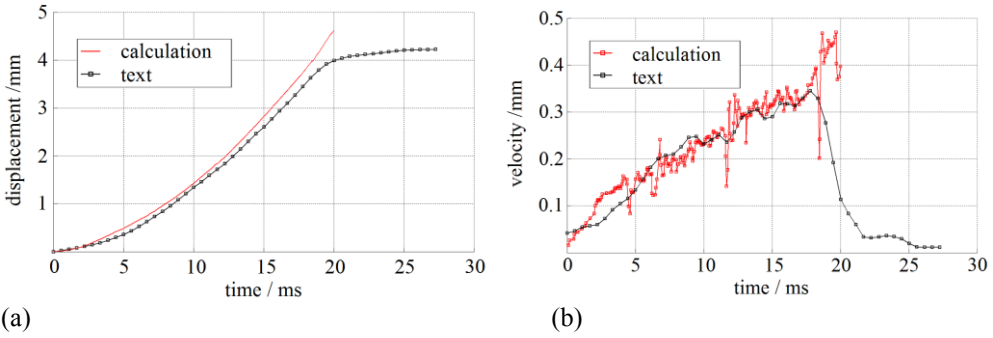 5
4
3
2
1
displacement /mm
calculation
text
0 5 10 15 20 25 30
time / ms
(a)
0.5
0.4
0.3
0.2
0.1
velocity /mm
calculation
text
0 5 10 15 20 25 30
time / ms
(b)